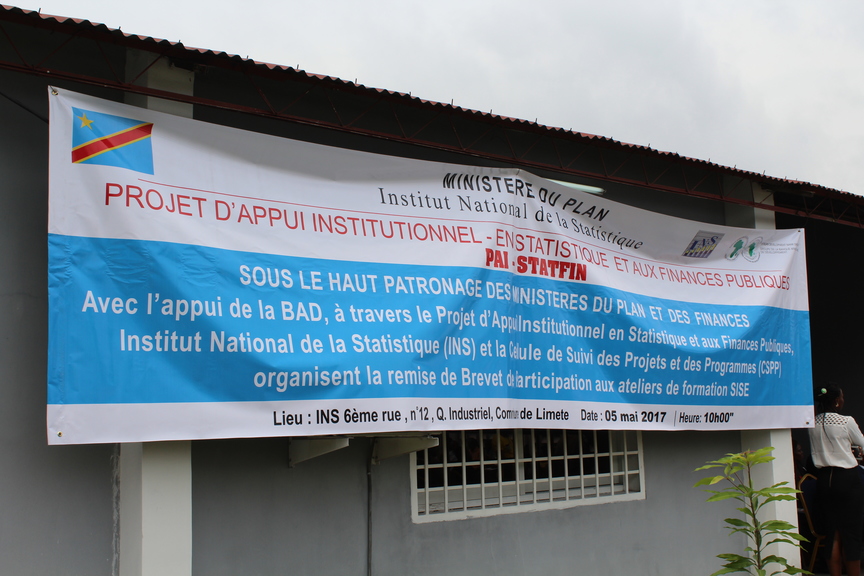 MINISTERE DU PLAN
Institut National de la Statistique
PROJET D'APPUI INSTITUTIONNEL - EN STATISTIQUE ET AUX FINANCES PUBLIQUES
PAI - STATFIN
INS
SOUS LE HAUT PATRONAGE DES MINISTERES DU PLAN ET DES FINANCES
Avec l'appui de la BAD, à travers le Projet d'Appui Institutionnel en Statistique et aux Finances Publiques,
Institut National de la Statistique (INS) et la Cellule de Suivi des Projets et des Programmes (CSPP)
organisent la remise de Brevet de participation aux ateliers de formation SISE
Lieu : INS 6ème rue , n°12 , Q. Industriel, Comun de Limete Date : 05 mai 2017 | Heure: 10h00"